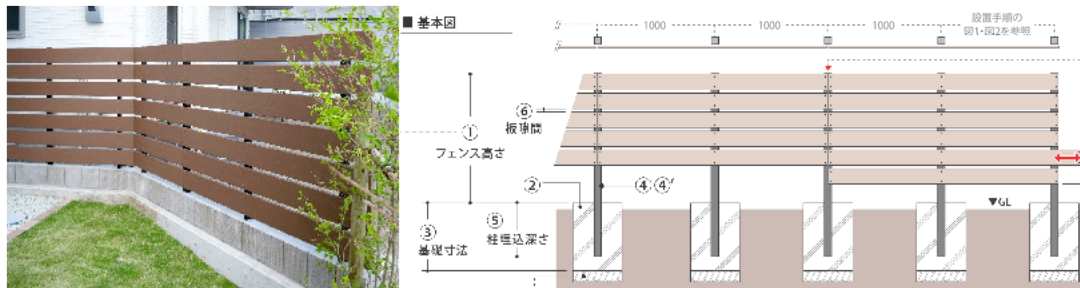 ■ 基本図
1000
1000
1000
設置手順の
図1・図2を参照
⑥
板隙間
①
フェンス高さ
②
④ ④'
③
基礎寸法
⑤
柱埋込深さ
▼GL